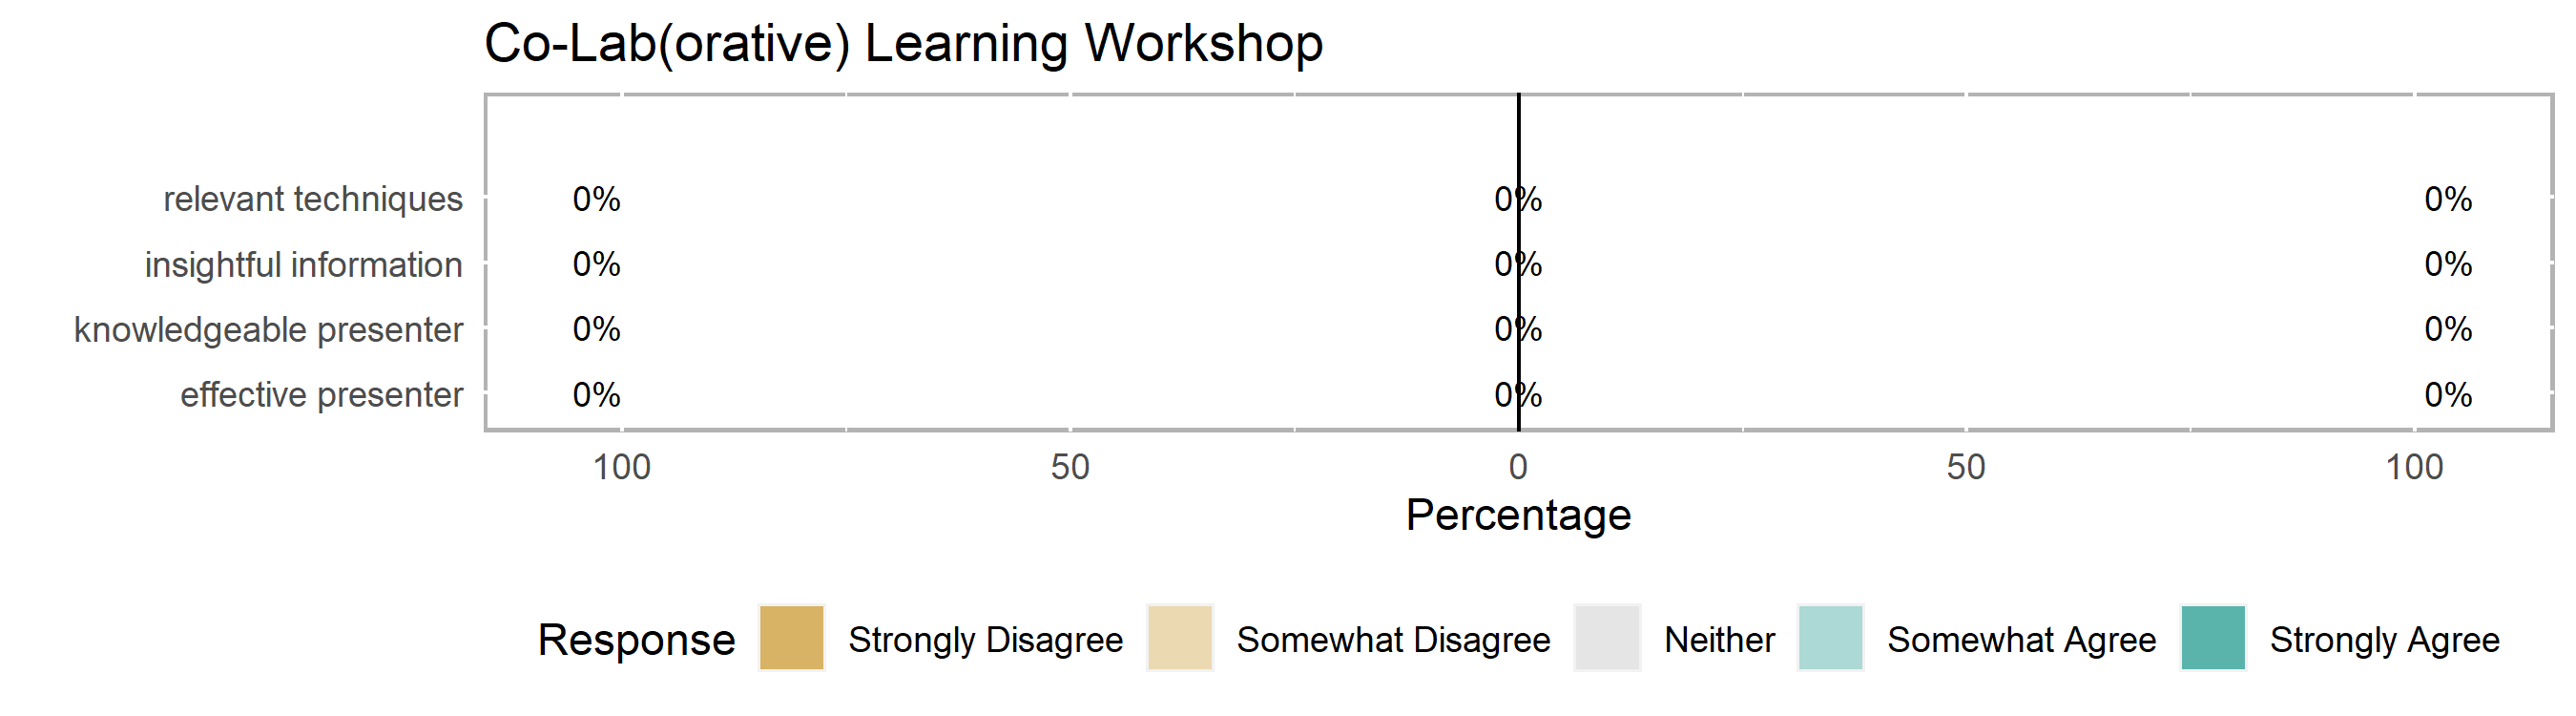 Co-Lab(orative) Learning Workshop
relevant techniques 0% 0% 0%
insightful information 0% 0% 0%
knowledgeable presenter 0% 0% 0%
effective presenter 0% 0% 0%
100 50 0 50 100
Percentage
Response Strongly Disagree Somewhat Disagree Neither Somewhat Agree Strongly Agree